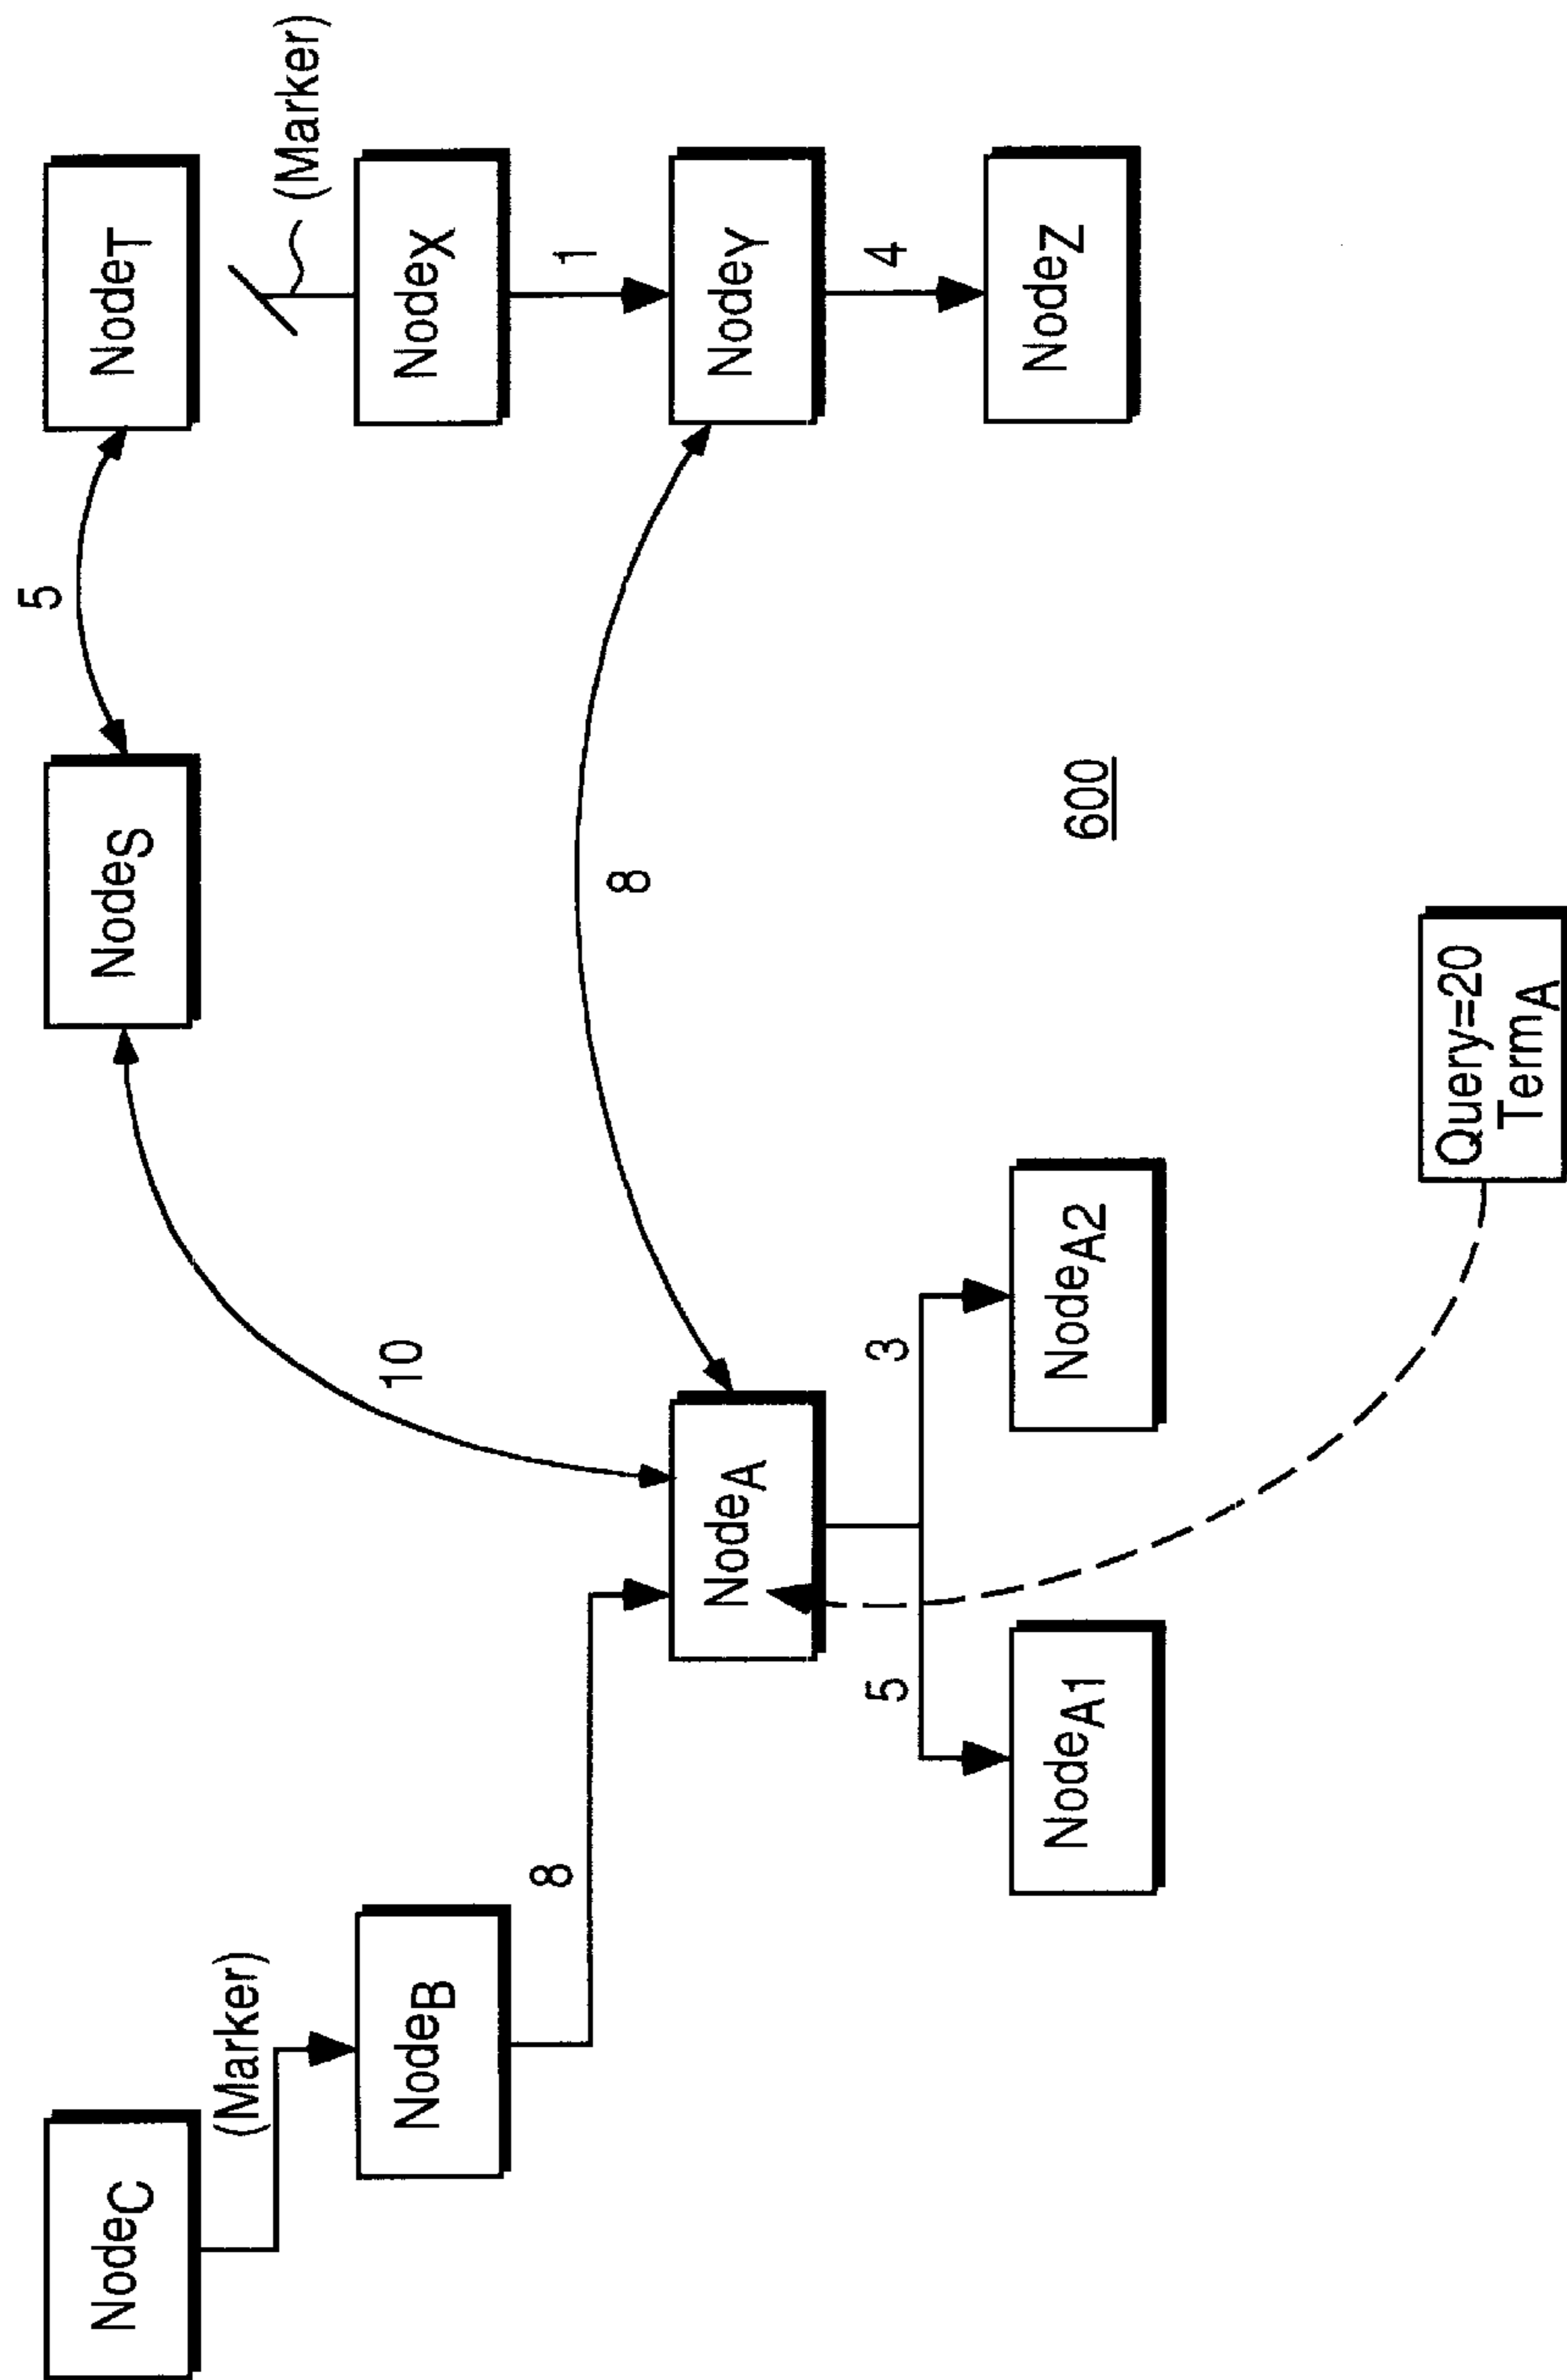 5
NodeC
NodeS
NodeT
(Marker)
(Marker)
NodeB
10
NodeX
8
1
8
NodeA
NodeY
5
3
4
NodeA1
NodeA2
600
NodeZ
Query=20
TermA